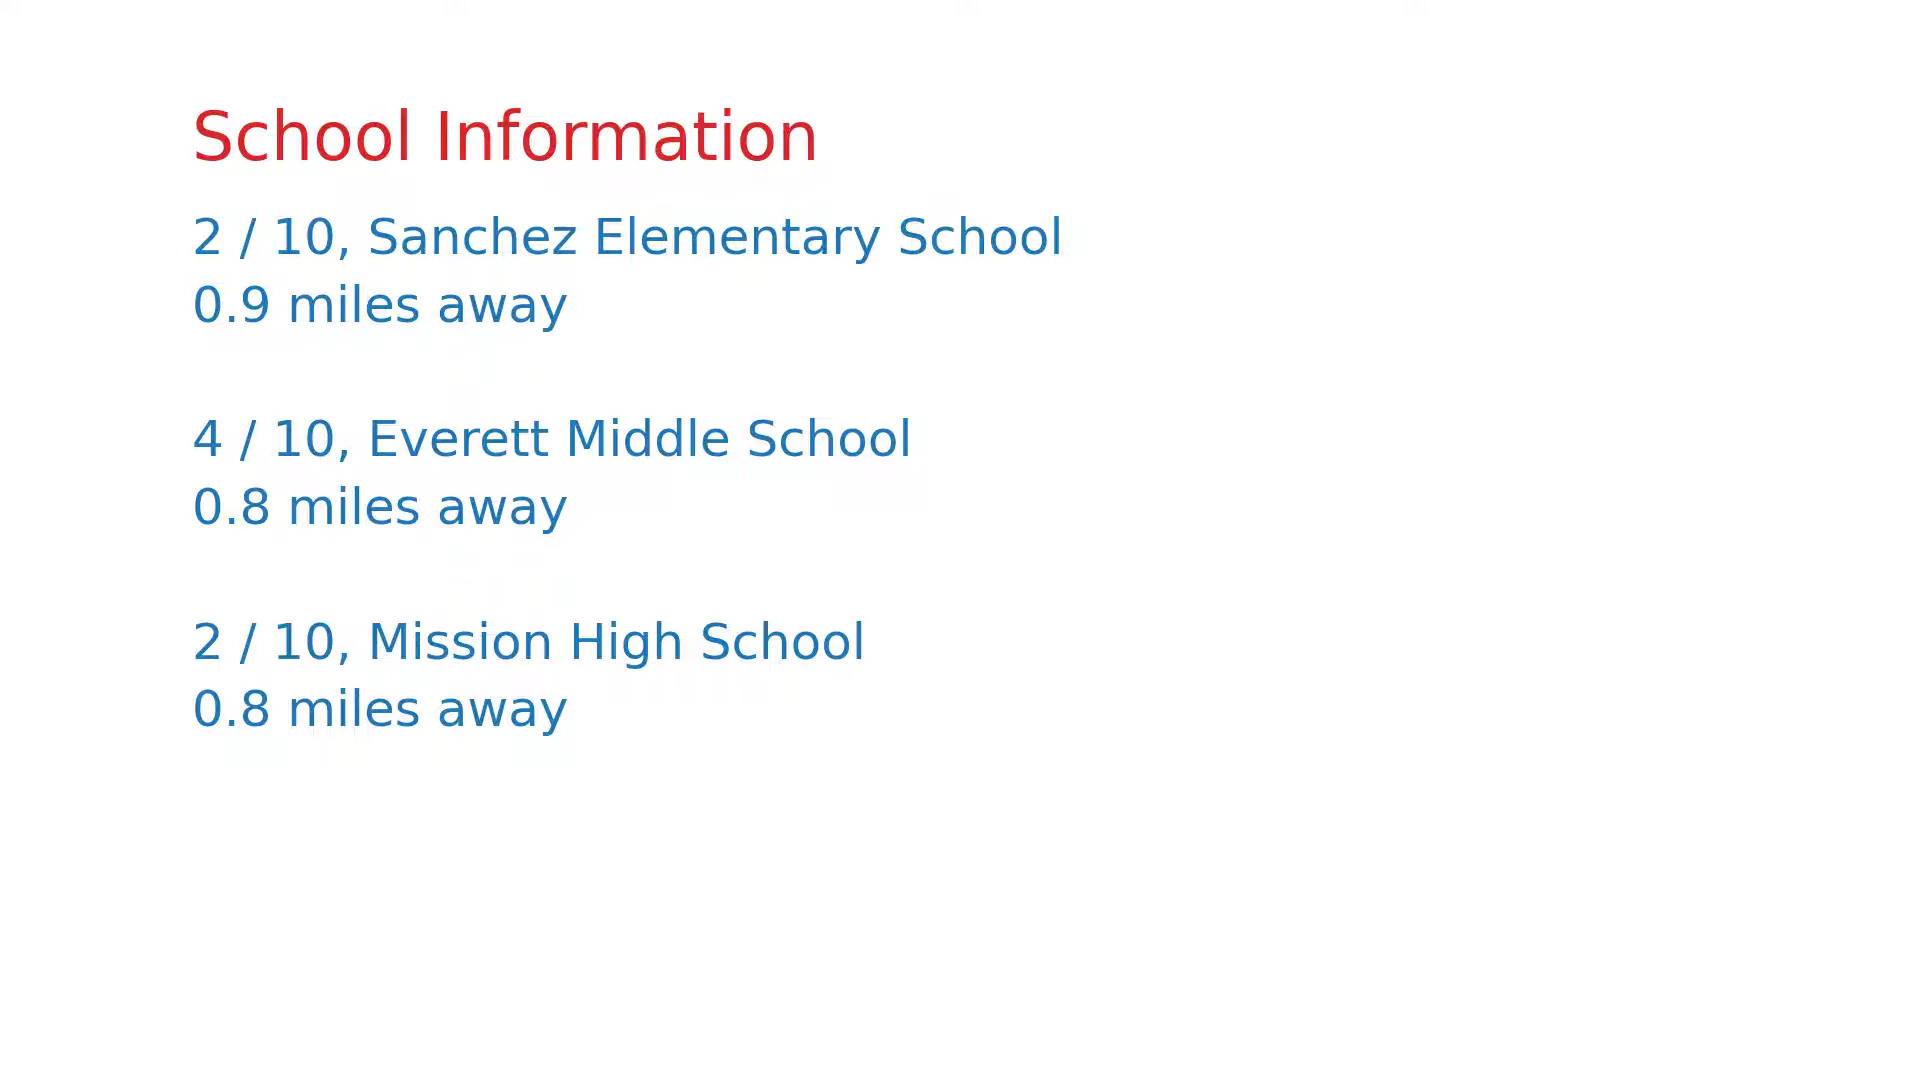 School Information
2 / 10, Sanchez Elementary School
0.9 miles away
4 / 10, Everett Middle School
0.8 miles away
2 / 10, Mission High School
0.8 miles away